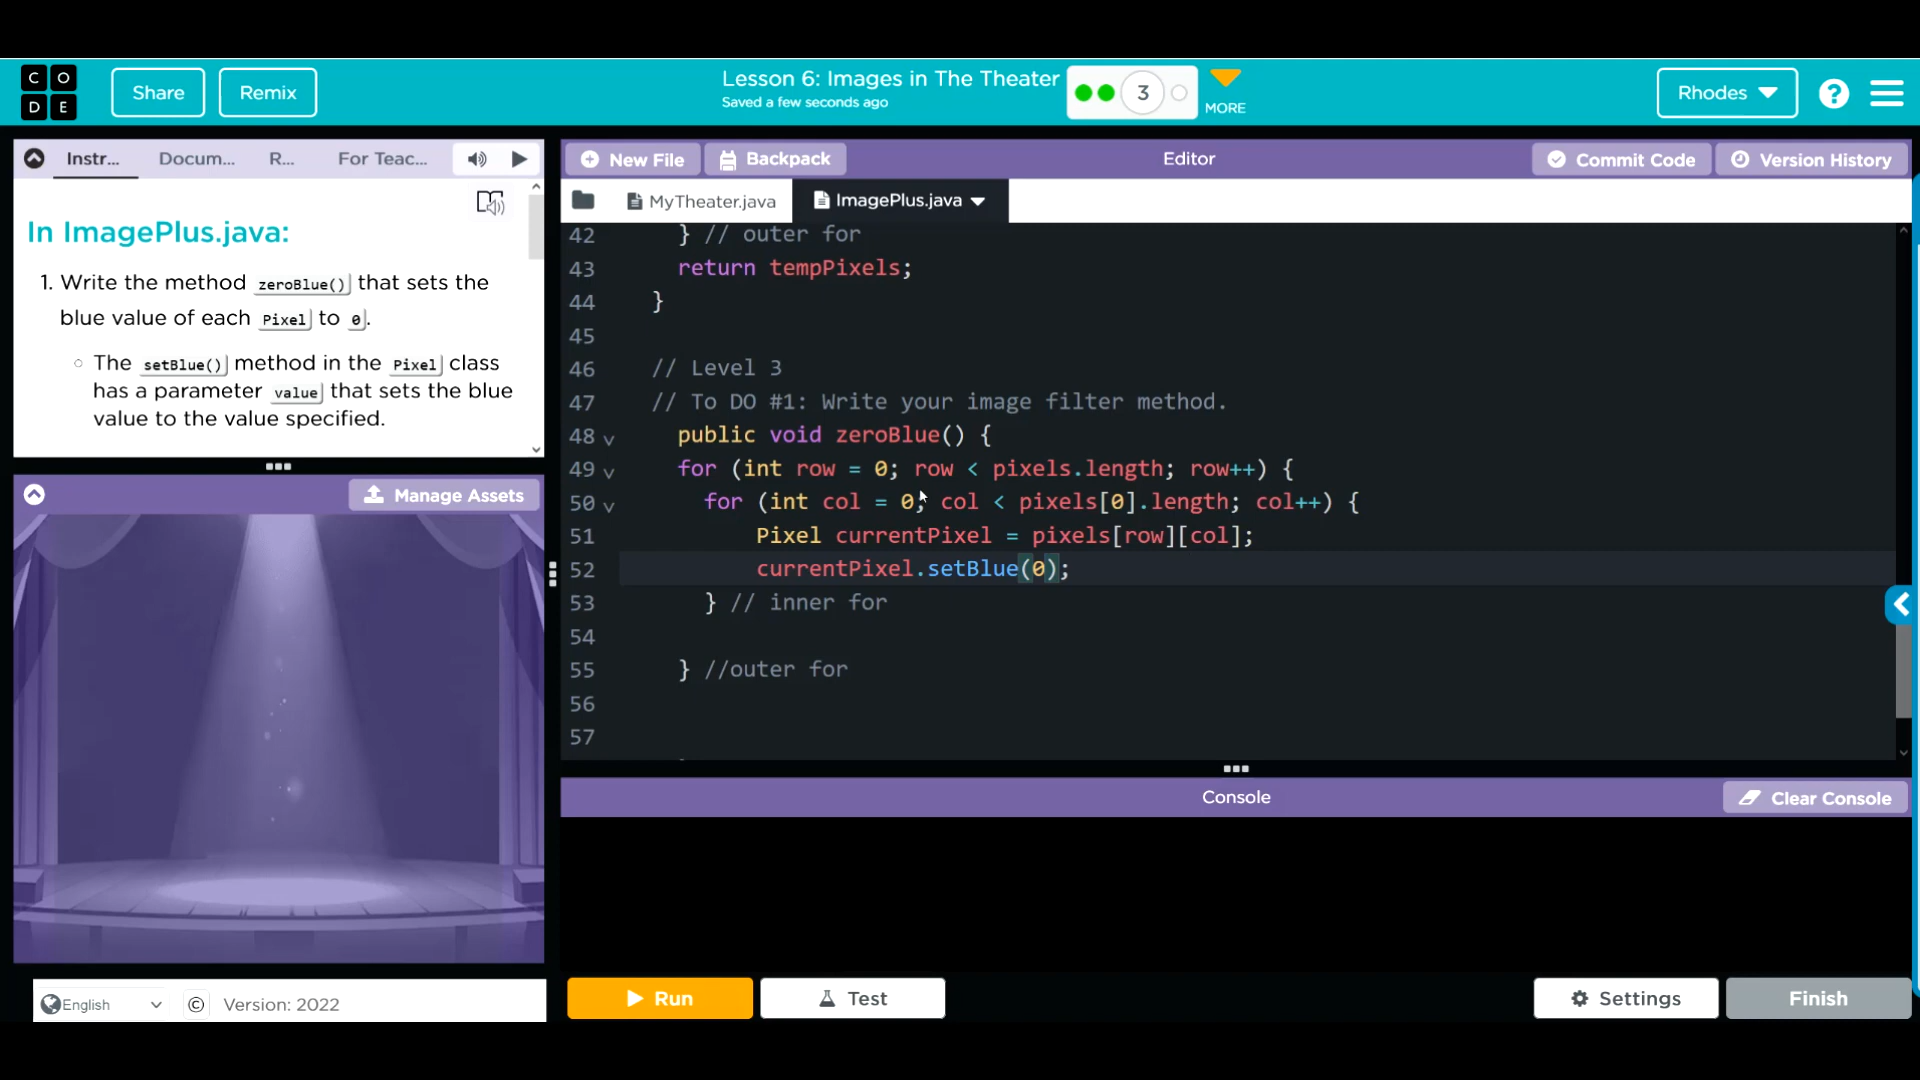 C O
D E
Share
Remix
Lesson 6: Images in The Theater
Saved a few seconds ago
3
MORE
Rhodes
?
Instr...
Docum...
R...
For Teac...
New File
Backpack
Editor
Commit Code
Version History
MyTheater.java
ImagePlus.java
In ImagePlus.java:
1. Write the method zeroBlue() that sets the
blue value of each Pixel to 0.
The setBlue() method in the Pixel class
has a parameter value that sets the blue
value to the value specified.
Manage Assets
42 } // outer for
43 return tempPixels;
44 }
45
46 // Level 3
47 // To DO #1: Write your image filter method.
48 public void zeroBlue() {
49 for (int row = 0; row < pixels.length; row++) {
50 for (int col = 0; col < pixels[0].length; col++) {
51 Pixel currentPixel = pixels[row][col];
52 currentPixel.setBlue(0);
53 } // inner for
54
55 } //outer for
56
57
Console
Clear Console
English
© Version: 2022
Run
Test
Settings
Finish